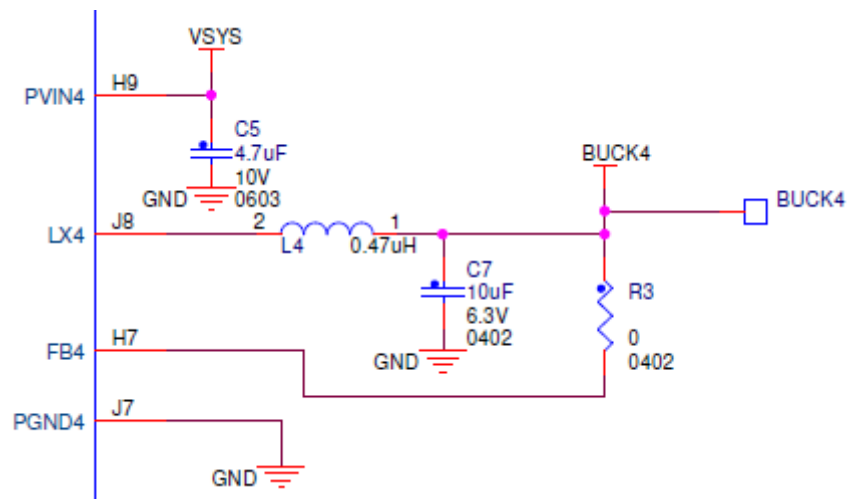 VSYS
PVIN4
H9
C5
4.7uF
10V
0603
GND
BUCK4
BUCK4
LX4
J8
2
L4
1
0.47uH
C7
10uF
6.3V
0402
GND
R3
0
0402
FB4
H7
PGND4
J7
GND